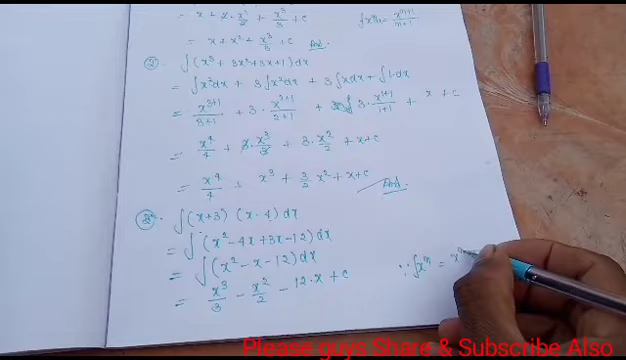 = x + 2·x²/2 + x³/3 + c
∫xⁿdx = xⁿ⁺¹/n+1
= x + x² + x³/3 + c Ans.
∫(x³ + 3x² + 3x + 1)dx
= ∫x³dx + 3∫x²dx + 3∫xdx + ∫1·dx
= x³⁺¹/3+1 + 3·x²⁺¹/2+1 + 3·x¹⁺¹/1+1 + x + c
= x⁴/4 + 3·x³/3 + 3·x²/2 + x + c
= x⁴/4 + x³ + 3/2 x² + x + c Ans.
∫(x+3) (x-4) dx
= ∫(x² - 4x + 3x - 12) dx
= ∫(x² - x - 12) dx
= x³/3 - x²/2 - 12·x + c
∵ ∫xⁿ = xⁿ
Please guys Share & Subscribe Also